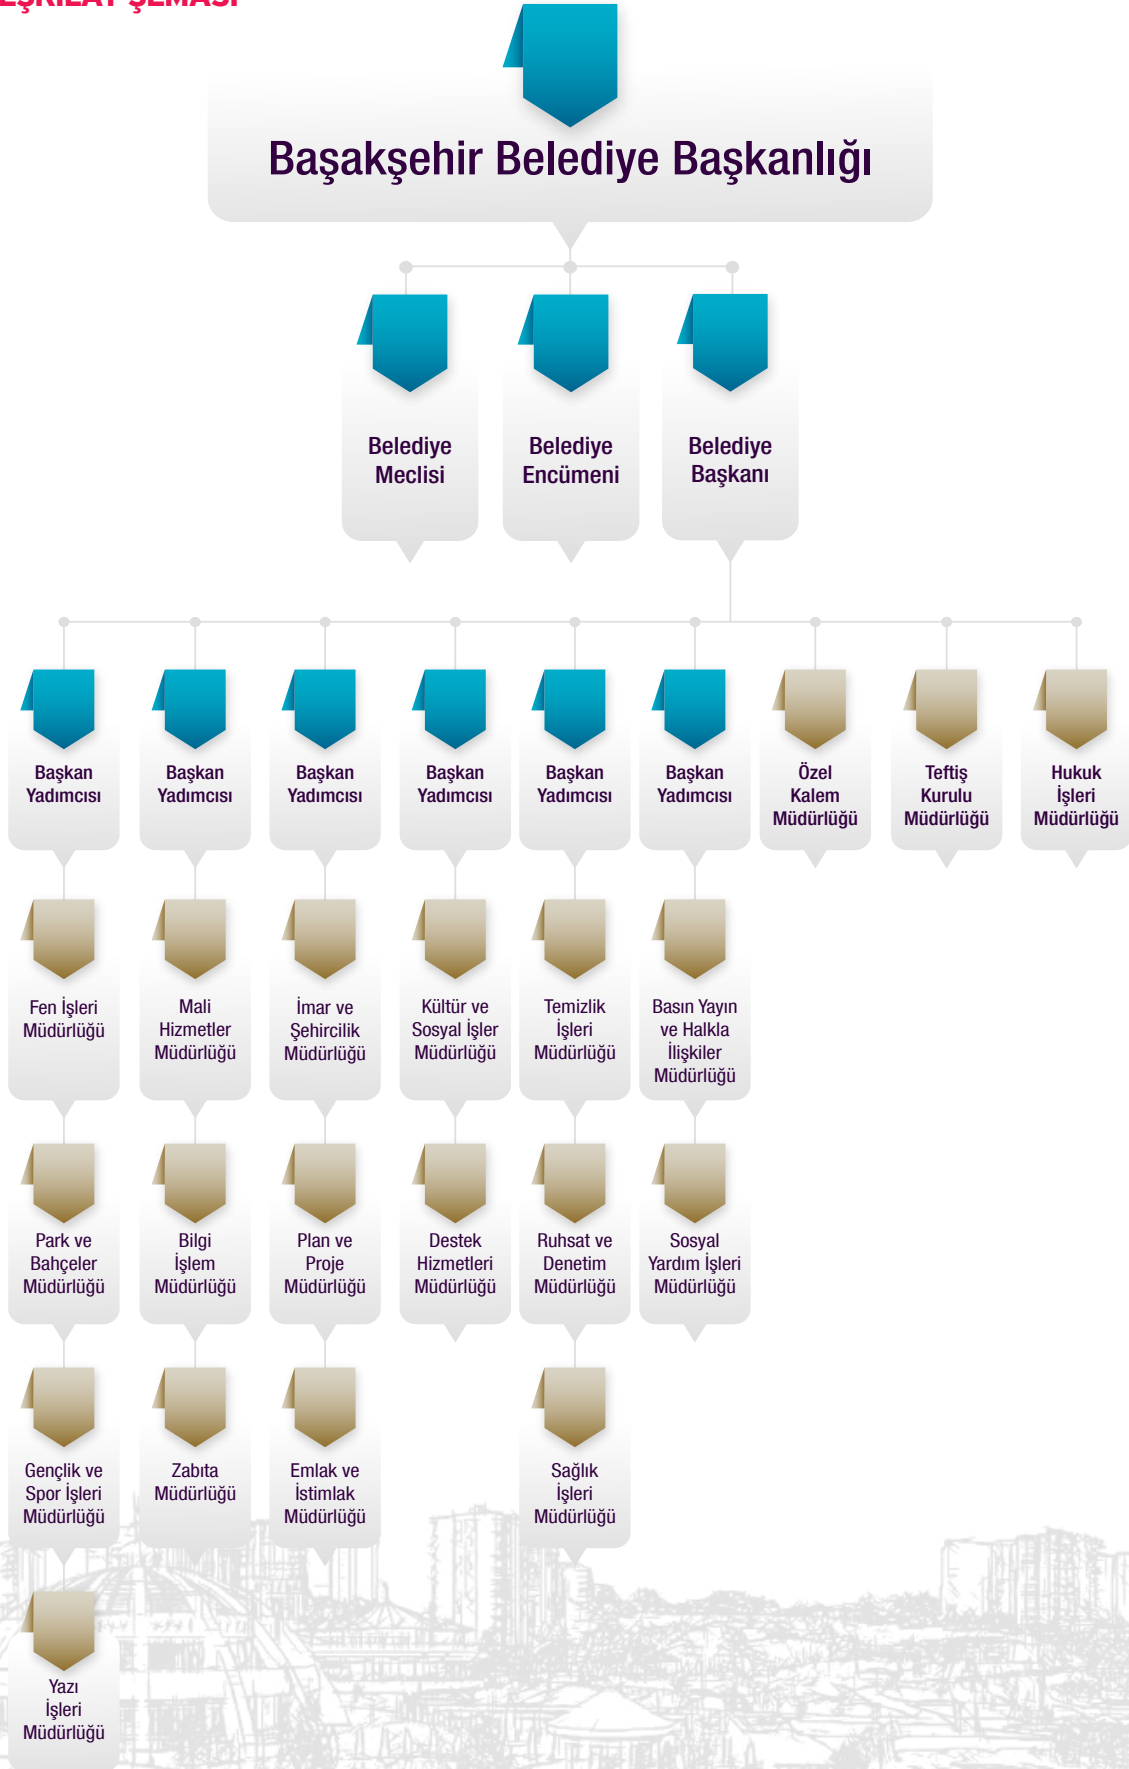 ŞEMASI
Başakşehir Belediye Başkanlığı
Belediye
Meclisi
Belediye
Encümeni
Belediye
Başkanı
Başkan
Yadımcısı
Başkan
Yadımcısı
Başkan
Yadımcısı
Başkan
Yadımcısı
Başkan
Yadımcısı
Başkan
Yadımcısı
Özel
Kalem
Müdürlüğü
Teftiş
Kurulu
Müdürlüğü
Hukuk
İşleri
Müdürlüğü
Fen İşleri
Müdürlüğü
Mali
Hizmetler
Müdürlüğü
İmar ve
Şehircilik
Müdürlüğü
Kültür ve
Sosyal İşler
Müdürlüğü
Temizlik
İşleri
Müdürlüğü
Basın Yayın
ve Halkla
İlişkiler
Müdürlüğü
Park ve
Bahçeler
Müdürlüğü
Bilgi
İşlem
Müdürlüğü
Plan ve
Proje
Müdürlüğü
Destek
Hizmetleri
Müdürlüğü
Ruhsat ve
Denetim
Müdürlüğü
Sosyal
Yardım İşleri
Müdürlüğü
Gençlik ve
Spor İşleri
Müdürlüğü
Zabıta
Müdürlüğü
Emlak ve
İstimlak
Müdürlüğü
Sağlık
İşleri
Müdürlüğü
Yazı
İşleri
Müdürlüğü